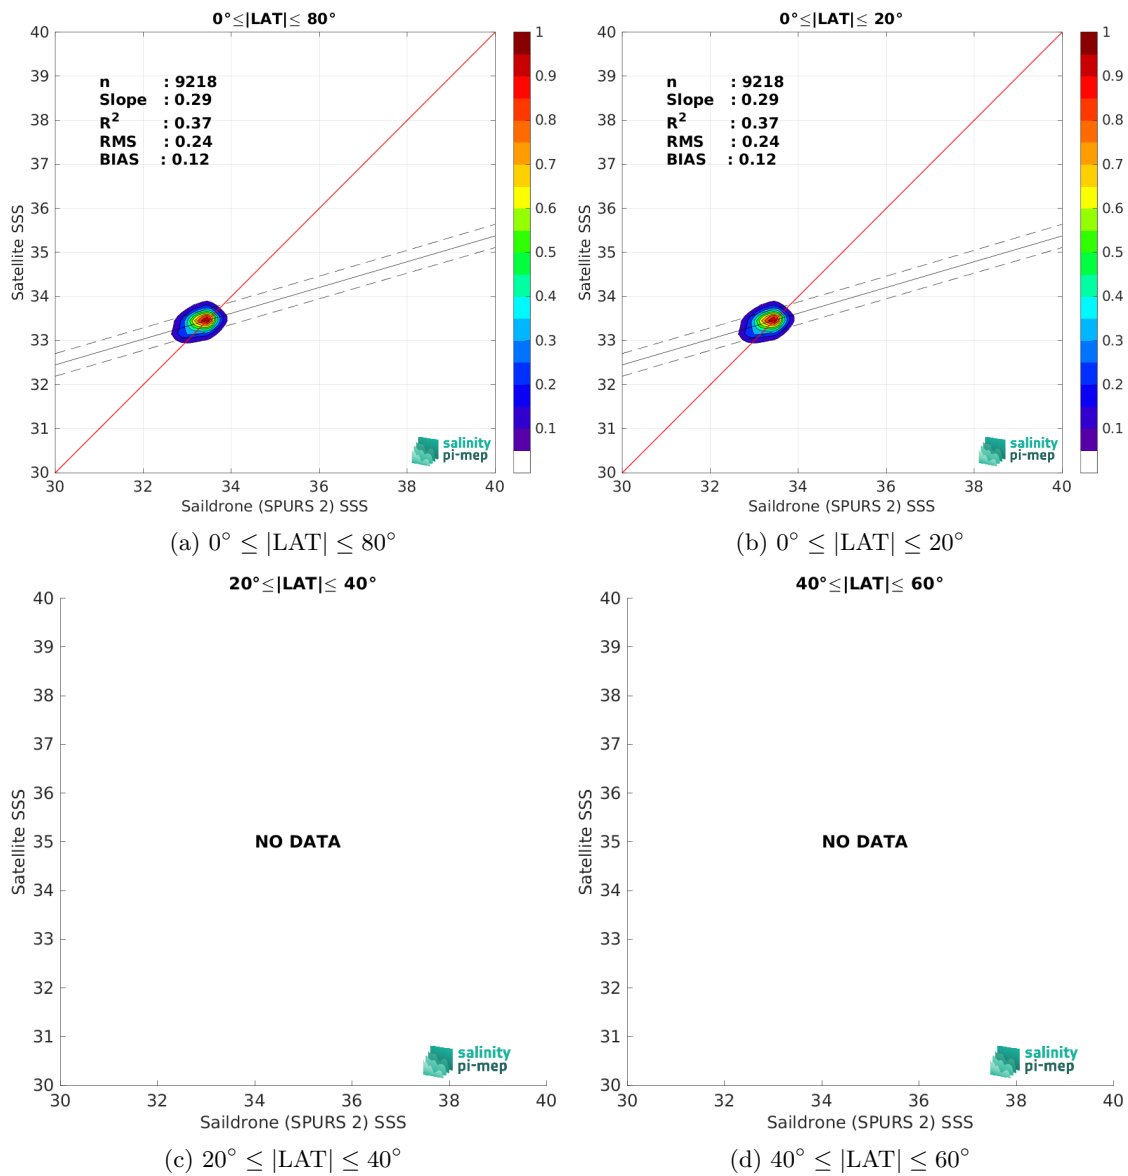 0°≤|LAT|≤ 80°
40
39
38
37
36
35
34
33
32
31
30
Satellite SSS
n : 9218
Slope : 0.29
R² : 0.37
RMS : 0.24
BIAS : 0.12
salinity
pi-mep
30 32 34 36 38 40
Saildrone (SPURS 2) SSS
1
0.9
0.8
0.7
0.6
0.5
0.4
0.3
0.2
0.1
(a) 0° ≤ |LAT| ≤ 80°
0°≤|LAT|≤ 20°
40
39
38
37
36
35
34
33
32
31
30
Satellite SSS
n : 9218
Slope : 0.29
R² : 0.37
RMS : 0.24
BIAS : 0.12
salinity
pi-mep
30 32 34 36 38 40
Saildrone (SPURS 2) SSS
1
0.9
0.8
0.7
0.6
0.5
0.4
0.3
0.2
0.1
(b) 0° ≤ |LAT| ≤ 20°
20°≤|LAT|≤ 40°
40
39
38
37
36
35
34
33
32
31
30
Satellite SSS
NO DATA
salinity
pi-mep
30 32 34 36 38 40
Saildrone (SPURS 2) SSS
(c) 20° ≤ |LAT| ≤ 40°
40°≤|LAT|≤ 60°
40
39
38
37
36
35
34
33
32
31
30
Satellite SSS
NO DATA
salinity
pi-mep
30 32 34 36 38 40
Saildrone (SPURS 2) SSS
(d) 40° ≤ |LAT| ≤ 60°